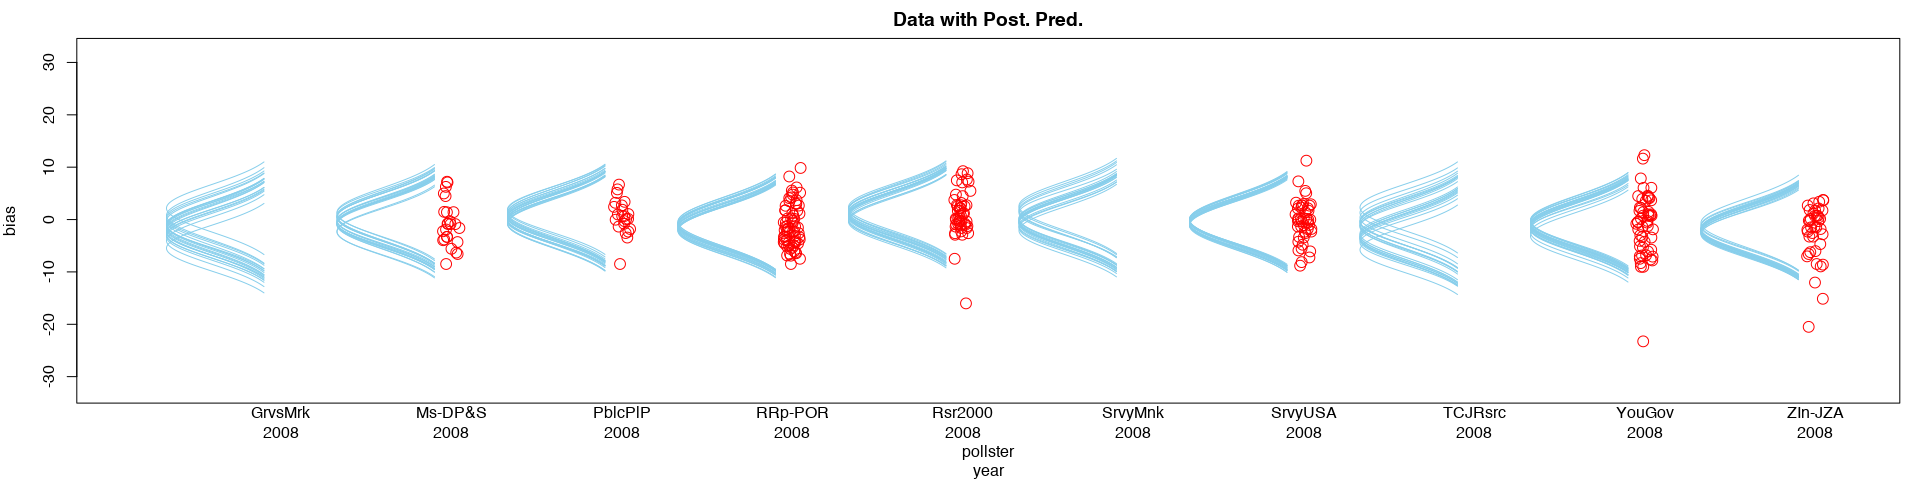 Data with Post. Pred.
30
20
10
0
-10
-20
-30
bias
GrvsMrk Ms-DP&S PblcPlP RRp-POR Rsr2000 SrvyMnk SrvyUSA TCJRsrc YouGov Zln-JZA
2008 2008 2008 2008 2008 2008 2008 2008 2008 2008
pollster
year